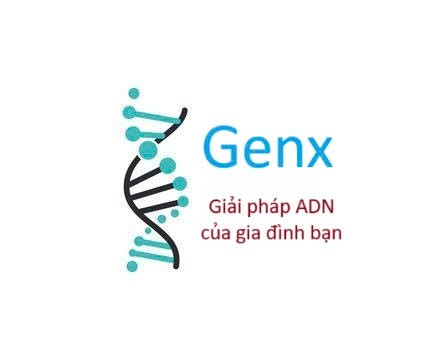 Genx
Giải pháp ADN
của gia đình bạn